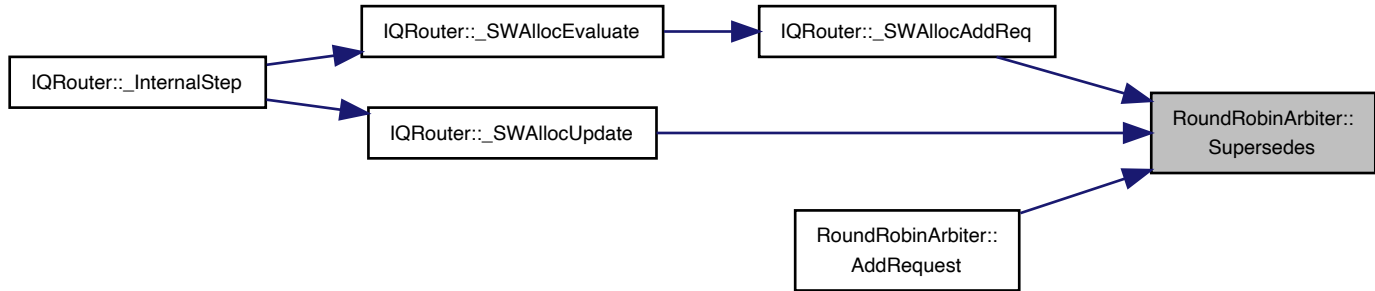 IQRouter::_SWAllocEvaluate
IQRouter::_SWAllocAddReq
IQRouter::_InternalStep
RoundRobinArbiter::
Supersedes
IQRouter::_SWAllocUpdate
RoundRobinArbiter::
AddRequest